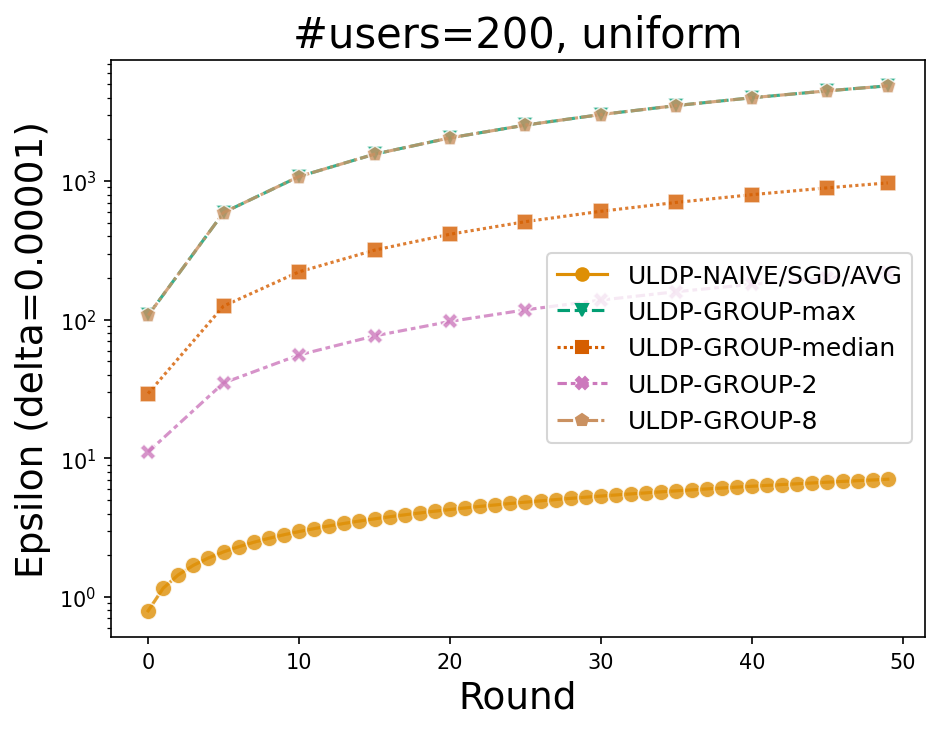 #users=200, uniform
Epsilon (delta=0.00001)
10³
10²
10¹
10⁰
ULDP-NAIVE/SGD/AVG
ULDP-GROUP-max
ULDP-GROUP-median
ULDP-GROUP-2
ULDP-GROUP-8
0 10 20 30 40 50
Round